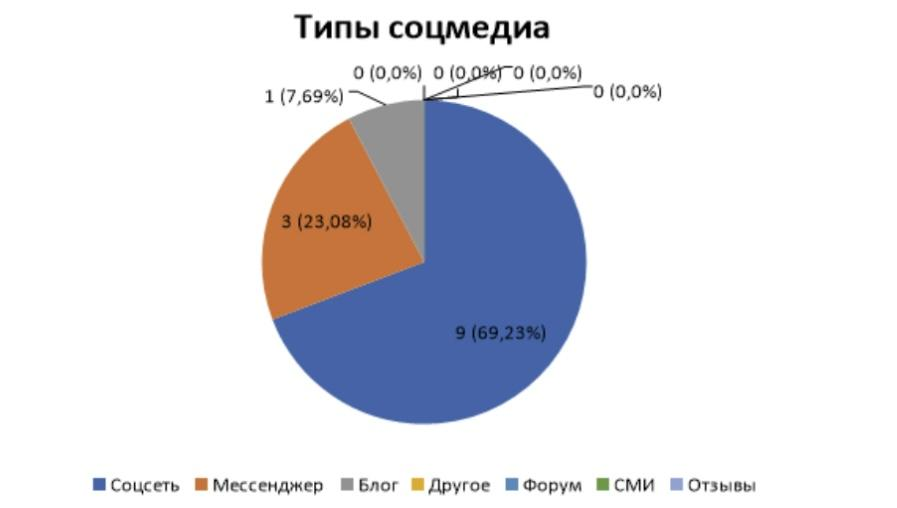 Типы соцмедиа
0 (0,0%) 0 (0,0%) 0 (0,0%)
1 (7,69%)
0 (0,0%)
3 (23,08%)
9 (69,23%)
Соцсеть Мессенджер Блог Другое Форум СМИ Отзывы